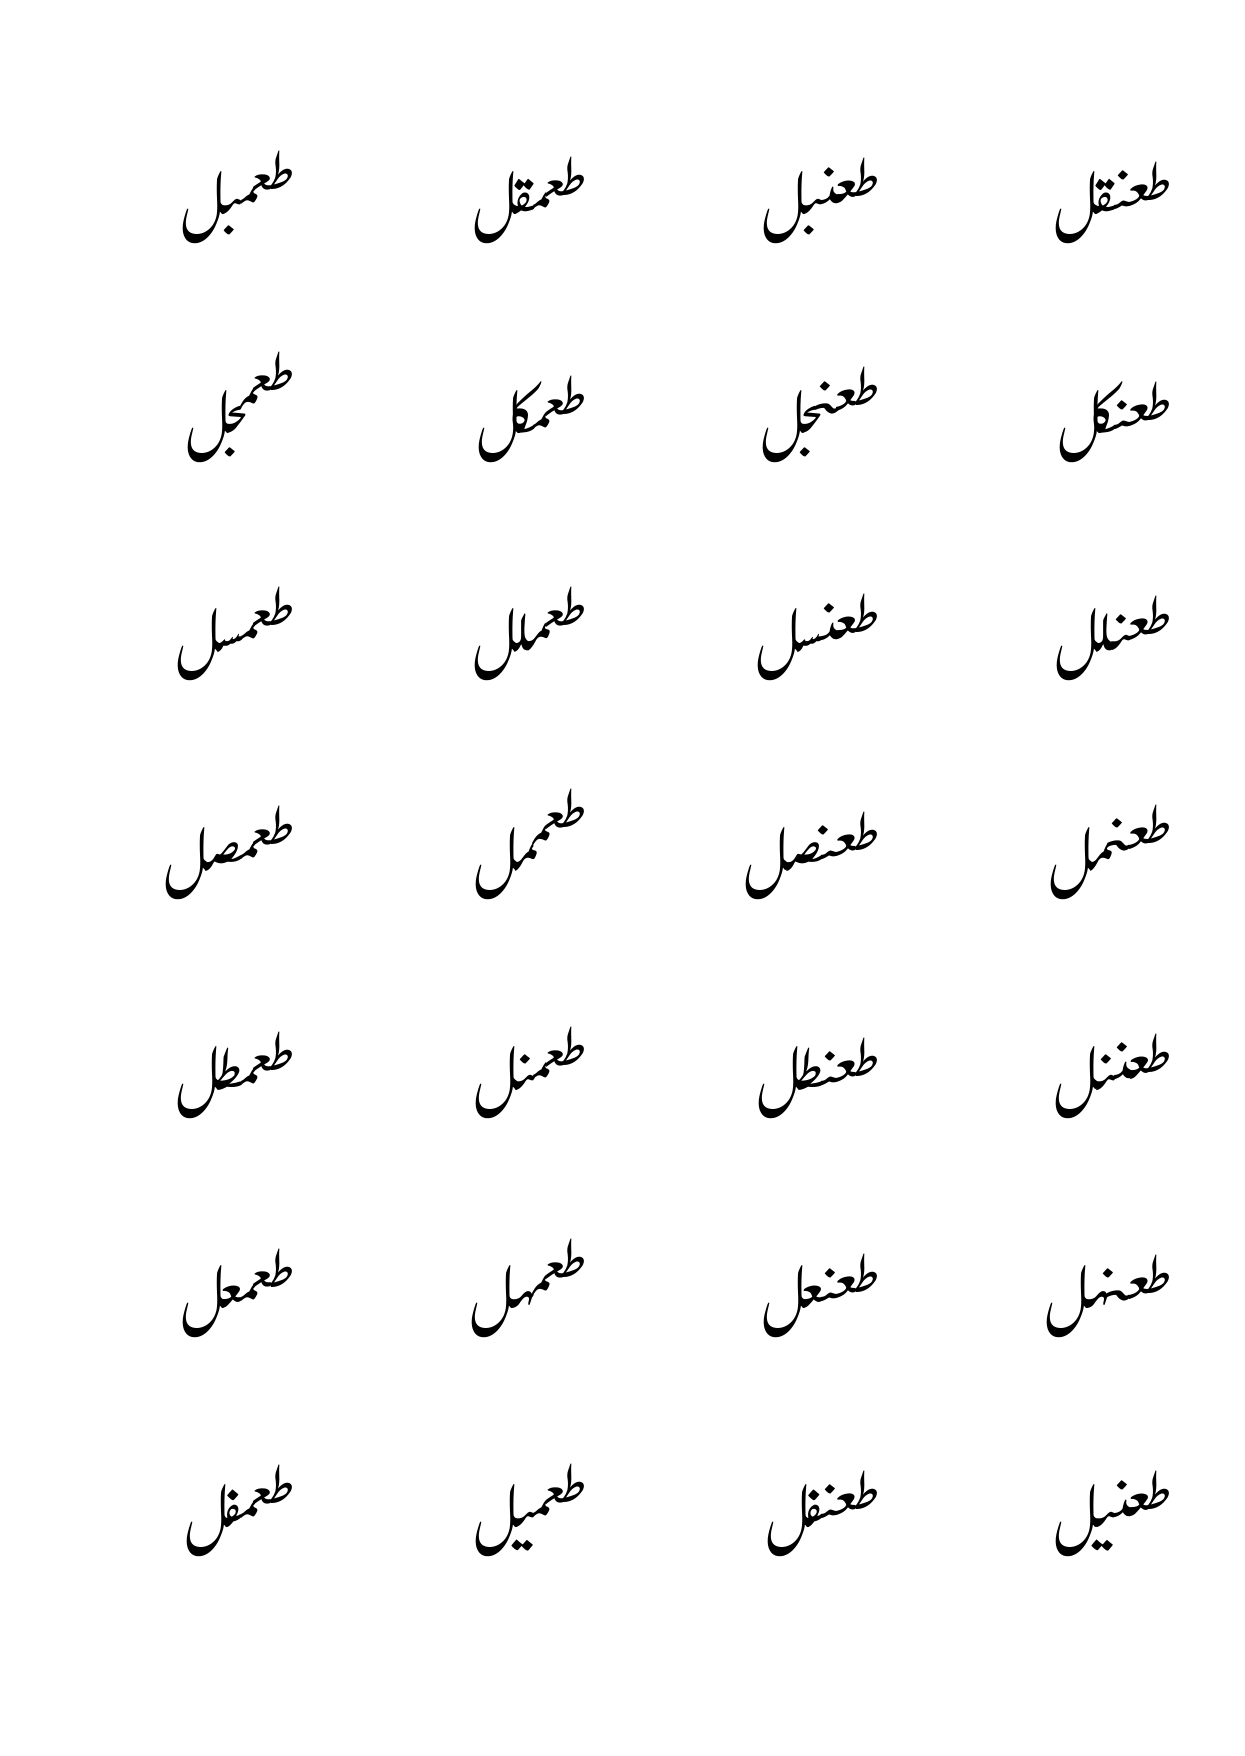 طعنقل طعنبل طعمقل طعمبل
طعنکل طعنجل طعمکل طعمجل
طعنلل طعنسل طعملل طعمسل
طعنمل طعنصل طعممل طعمصل
طعننل طعنطل طعمنل طعمطل
طعنہل طعنعل طعمہل طعمعل
طعنیل طعنفل طعمیل طعمفل